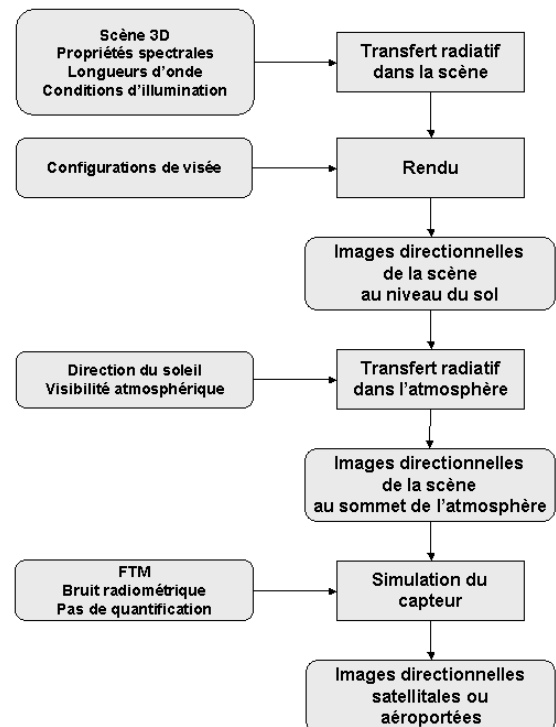 Scène 3D
Propriétés spectrales
Longueurs d'onde
Conditions d'illumination
Transfert radiatif
dans la scène
Configurations de visée
Rendu
Images directionnelles
de la scène
au niveau du sol
Direction du soleil
Visibilité atmosphérique
Transfert radiatif
dans l'atmosphère
Images directionnelles
de la scène
au sommet de l'atmosphère
FTM
Bruit radiométrique
Pas de quantification
Simulation du
capteur
Images directionnelles
satellitales ou
aéroportées